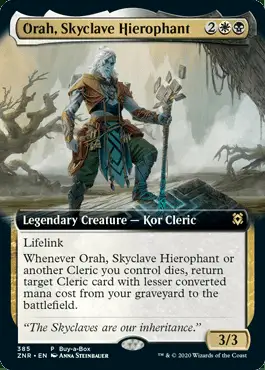 Orah, Skyclave Hierophant 2
Legendary Creature — Kor Cleric
Lifelink
Whenever Orah, Skyclave Hierophant or
another Cleric you control dies, return
target Cleric card with lesser converted
mana cost from your graveyard to the
battlefield.
“The Skyclaves are our inheritance.”
3/3
385 P Buy-a-Box
ZNR • EN Anna Steinbauer
™ & © 2020 Wizards of the Coast